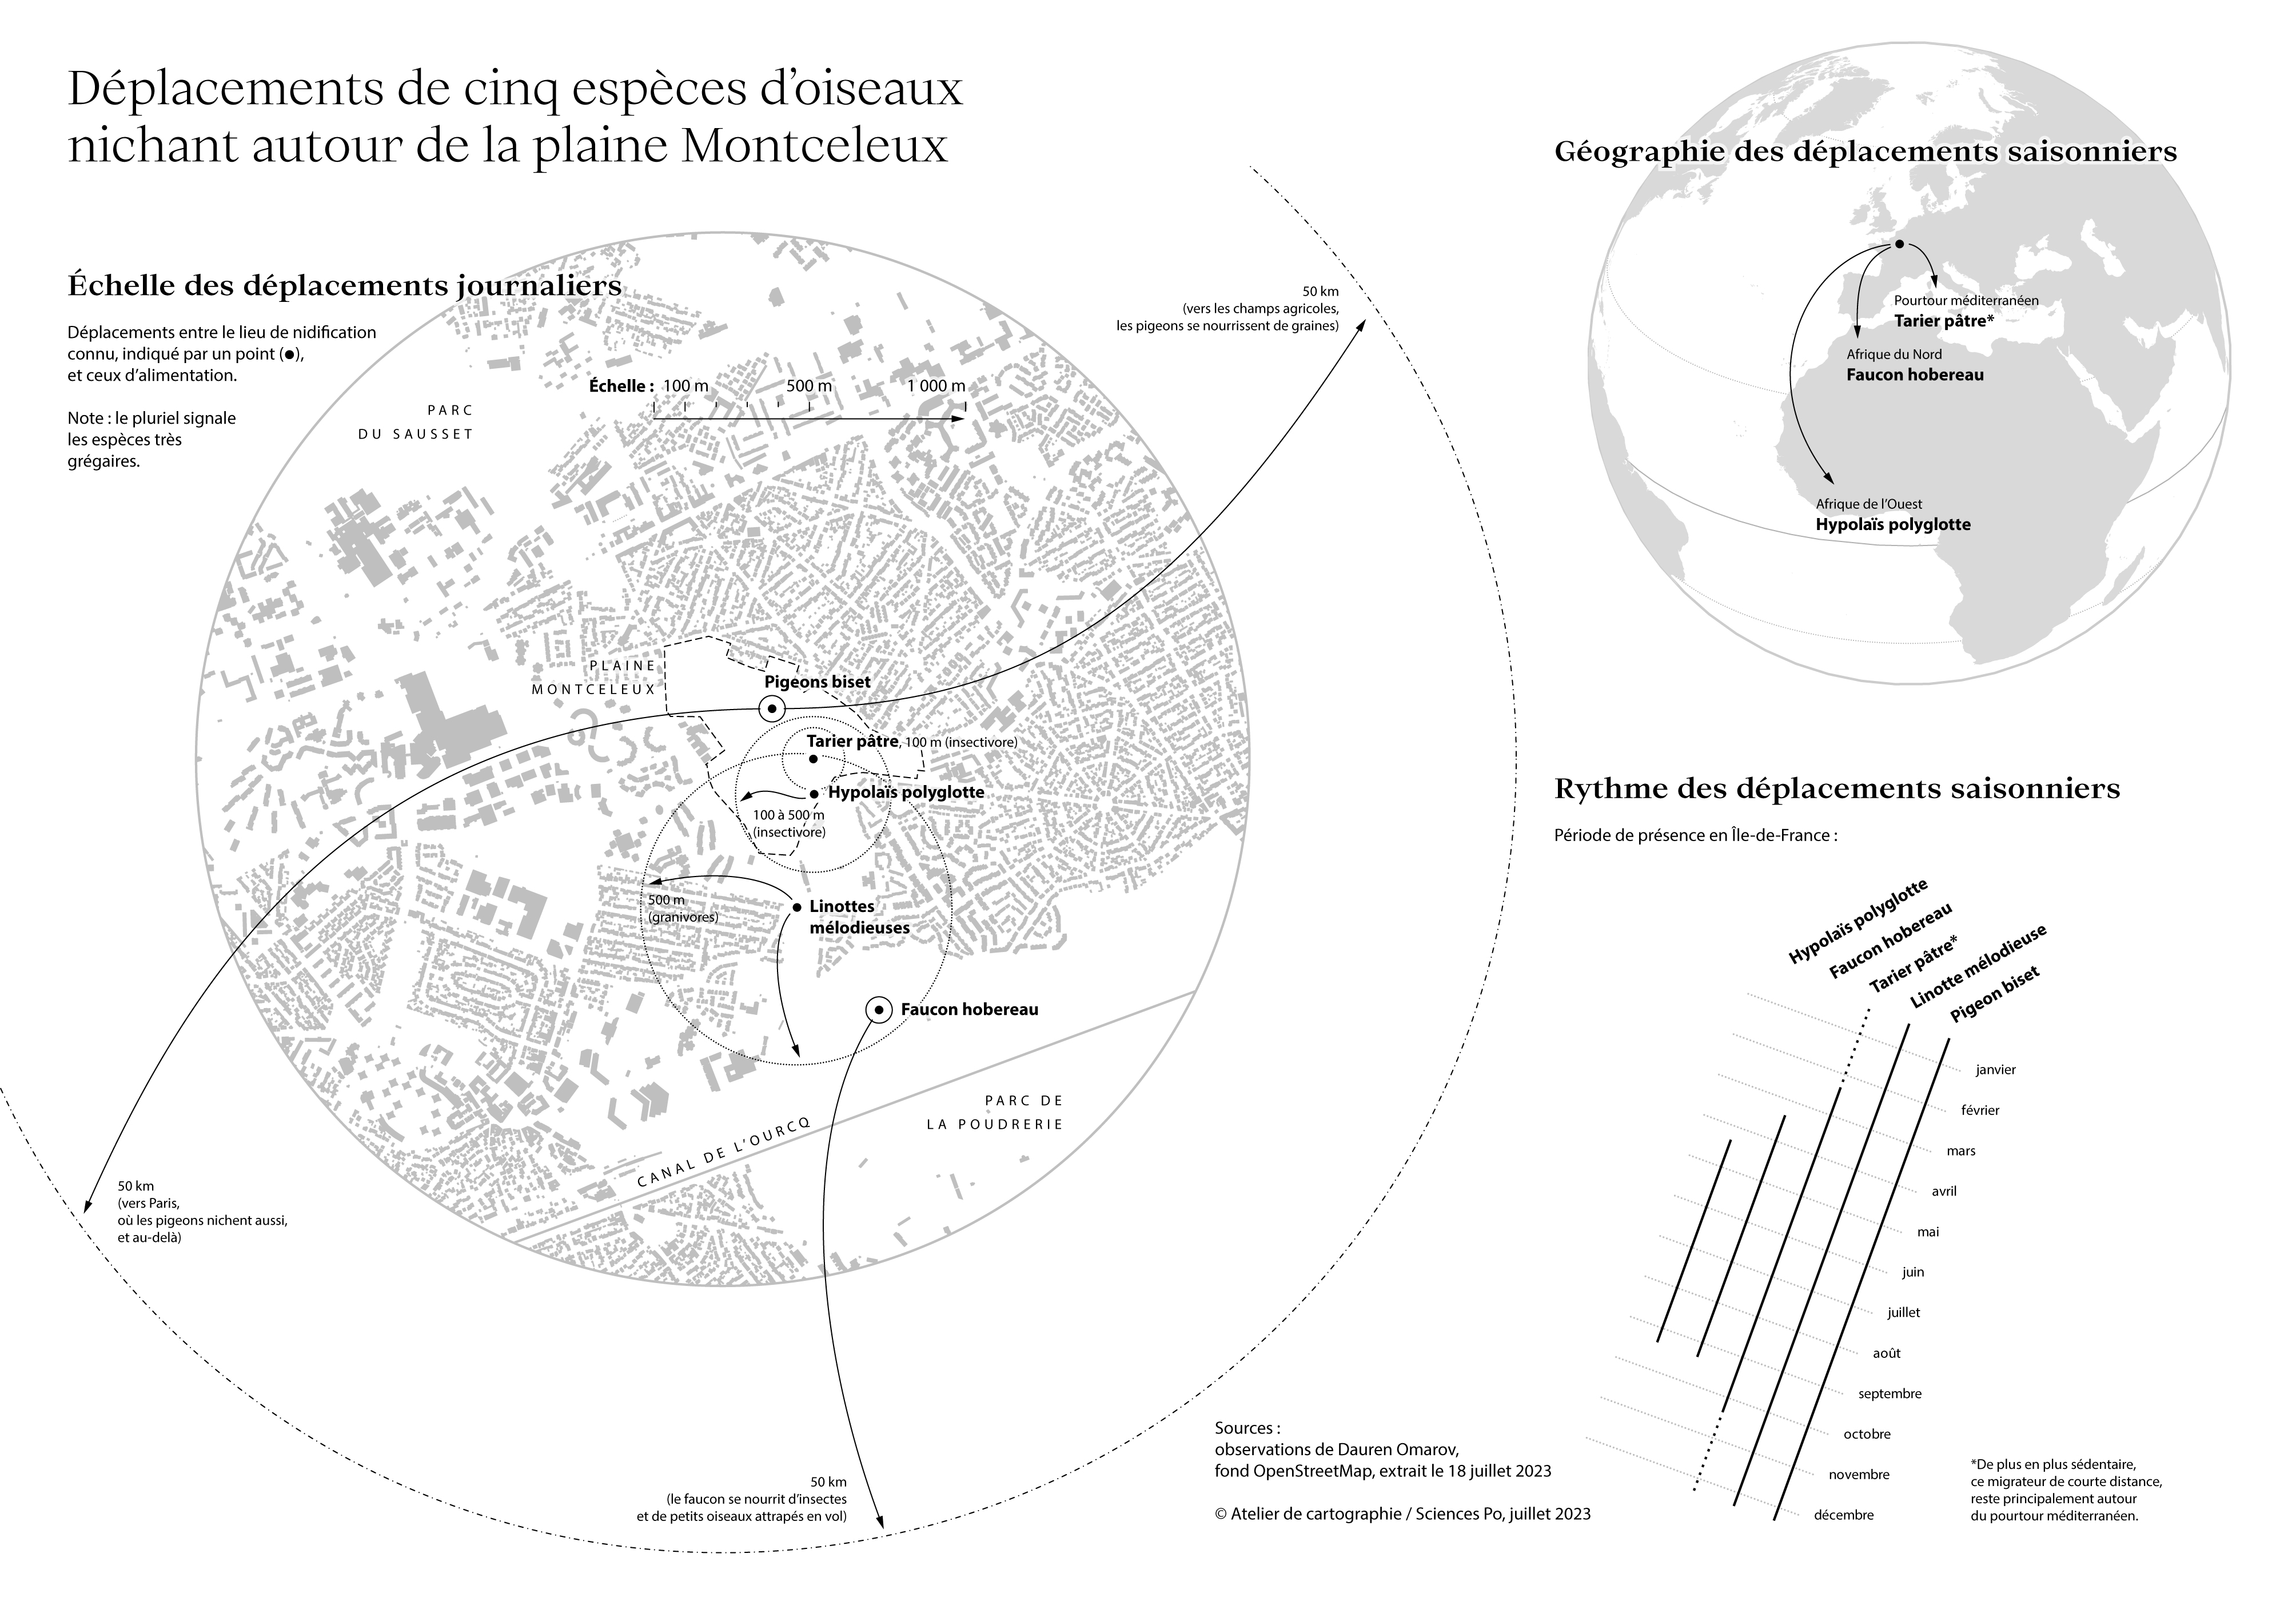 Déplacements de cinq espèces d’oiseaux
nichant autour de la plaine Montceleux
Échelle des déplacements journaliers
Déplacements entre le lieu de nidification
connu, indiqué par un point (●),
et ceux d’alimentation.
Note : le pluriel signale
les espèces très
grégaires.
PARC
DU SAUSSET
Échelle : 100 m 500 m 1 000 m
50 km
(vers les champs agricoles,
les pigeons se nourrissent de graines)
PLAINE
MONTCELEUX
Pigeons biset
Tarier pâtre, 100 m (insectivore)
Hypolaïs polyglotte
100 à 500 m
(insectivore)
500 m
(granivores)
Linottes
mélodieuses
Faucon hobereau
PARC DE
LA POUDRERIE
CANAL DE L’OURCQ
50 km
(vers Paris,
où les pigeons nichent aussi,
et au-delà)
50 km
(le faucon se nourrit d’insectes
et de petits oiseaux attrapés en vol)
Géographie des déplacements saisonniers
Pourtour méditerranéen
Tarier pâtre*
Afrique du Nord
Faucon hobereau
Afrique de l’Ouest
Hypolaïs polyglotte
Rythme des déplacements saisonniers
Période de présence en Île-de-France :
Hypolaïs polyglotte
Faucon hobereau
Tarier pâtre*
Linotte mélodieuse
Pigeon biset
janvier
février
mars
avril
mai
juin
juillet
août
septembre
octobre
novembre
décembre
*De plus en plus sédentaire,
ce migrateur de courte distance,
reste principalement autour
du pourtour méditerranéen.
Sources :
observations de Dauren Omarov,
fond OpenStreetMap, extrait le 18 juillet 2023
© Atelier de cartographie / Sciences Po, juillet 2023